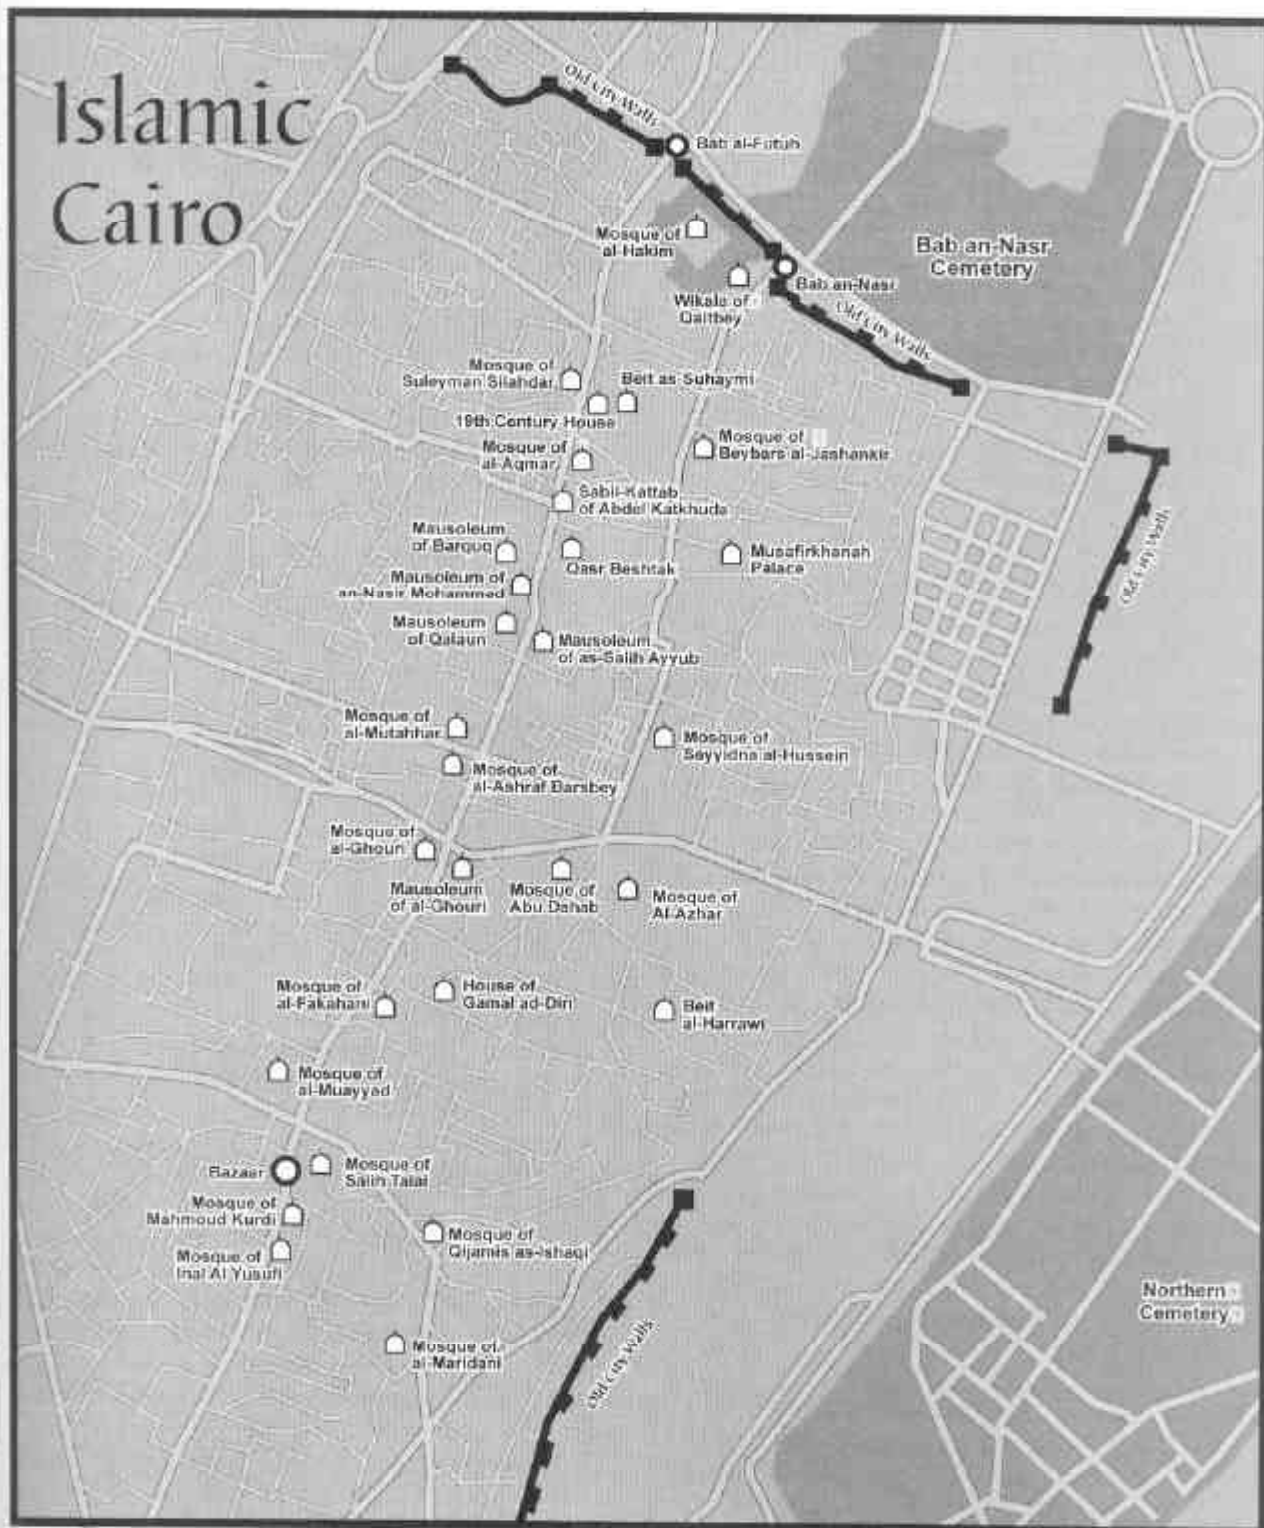 Islamic
Cairo
Old City Walls
Bab al-Futuh
Mosque of
al-Hakim
Bab an-Nasr
Cemetery
Bab an-Nasr
Wikala of
Qaitbey
Old City Walls
Mosque of
Suleyman Silahdar
Beit as-Suhaymi
19th Century House
Mosque of
al-Aqmar
Mosque of
Beybars al-Jashankir
Sabil-Kattab
of Abdel Katkhuda
Mausoleum
of Barquq
Qasr Beshtak
Musafirkhanah
Palace
Old City Walls
Mausoleum of
an-Nasir Mohammed
Mausoleum
of Qalaun
Mausoleum
of as-Salih Ayyub
Mosque of
al-Mutahhar
Mosque of
Sayyidna al-Hussein
Mosque of
al-Ashraf Barsbey
Mosque of
al-Ghouri
Mausoleum
of al-Ghouri
Mosque of
Abu Dahab
Mosque of
Al-Azhar
Mosque of
al-Fakahani
House of
Gamal ad-Din
Beit
al-Harrawi
Mosque of
al-Muayyad
Bazaar
Mosque of
Salih Talai
Mosque of
Mahmoud Kurdi
Mosque of
Qijamis as-Ishaqi
Mosque of
Inal Al Yusufi
Northern
Cemetery
Mosque of
al-Maridani
Old City Walls